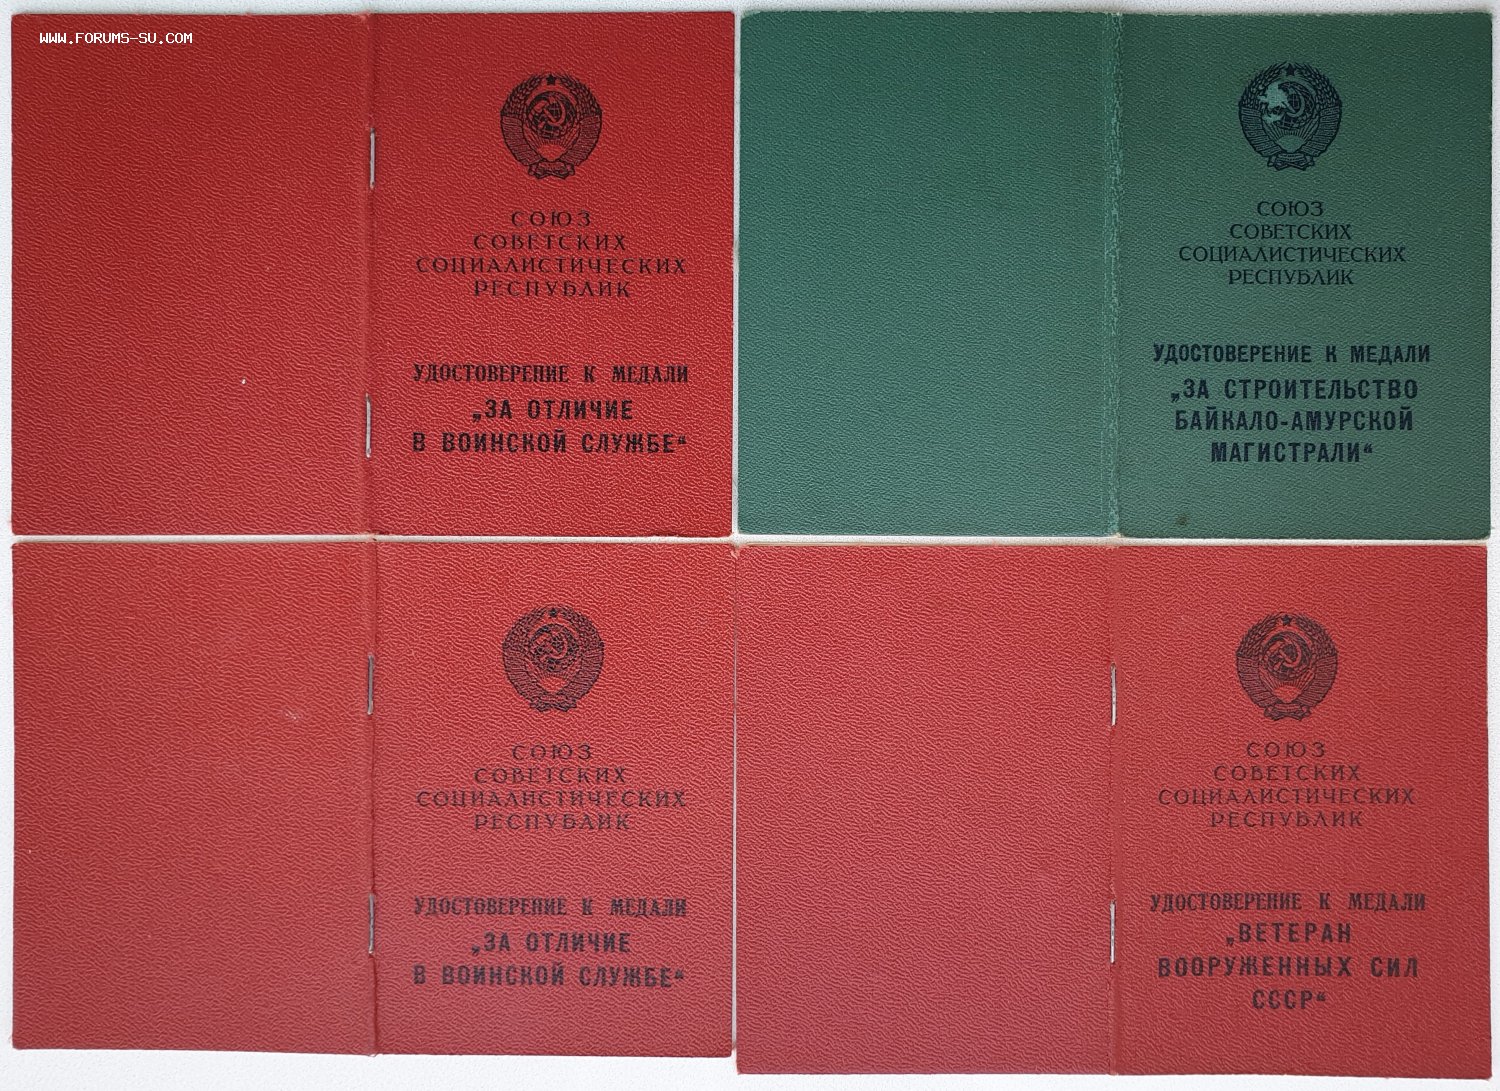 WWW.FORUMS-SU.COM
СОЮЗ
СОВЕТСКИХ
СОЦИАЛИСТИЧЕСКИХ
РЕСПУБЛИК
УДОСТОВЕРЕНИЕ К МЕДАЛИ
„ЗА ОТЛИЧИЕ
В ВОИНСКОЙ СЛУЖБЕ“
СОЮЗ
СОВЕТСКИХ
СОЦИАЛИСТИЧЕСКИХ
РЕСПУБЛИК
УДОСТОВЕРЕНИЕ К МЕДАЛИ
„ЗА СТРОИТЕЛЬСТВО
БАЙКАЛО-АМУРСКОЙ
МАГИСТРАЛИ“
СОЮЗ
СОВЕТСКИХ
СОЦИАЛИСТИЧЕСКИХ
РЕСПУБЛИК
УДОСТОВЕРЕНИЕ К МЕДАЛИ
„ЗА ОТЛИЧИЕ
В ВОИНСКОЙ СЛУЖБЕ“
СОЮЗ
СОВЕТСКИХ
СОЦИАЛИСТИЧЕСКИХ
РЕСПУБЛИК
УДОСТОВЕРЕНИЕ К МЕДАЛИ
„ВЕТЕРАН
ВООРУЖЕННЫХ СИЛ
СССР“